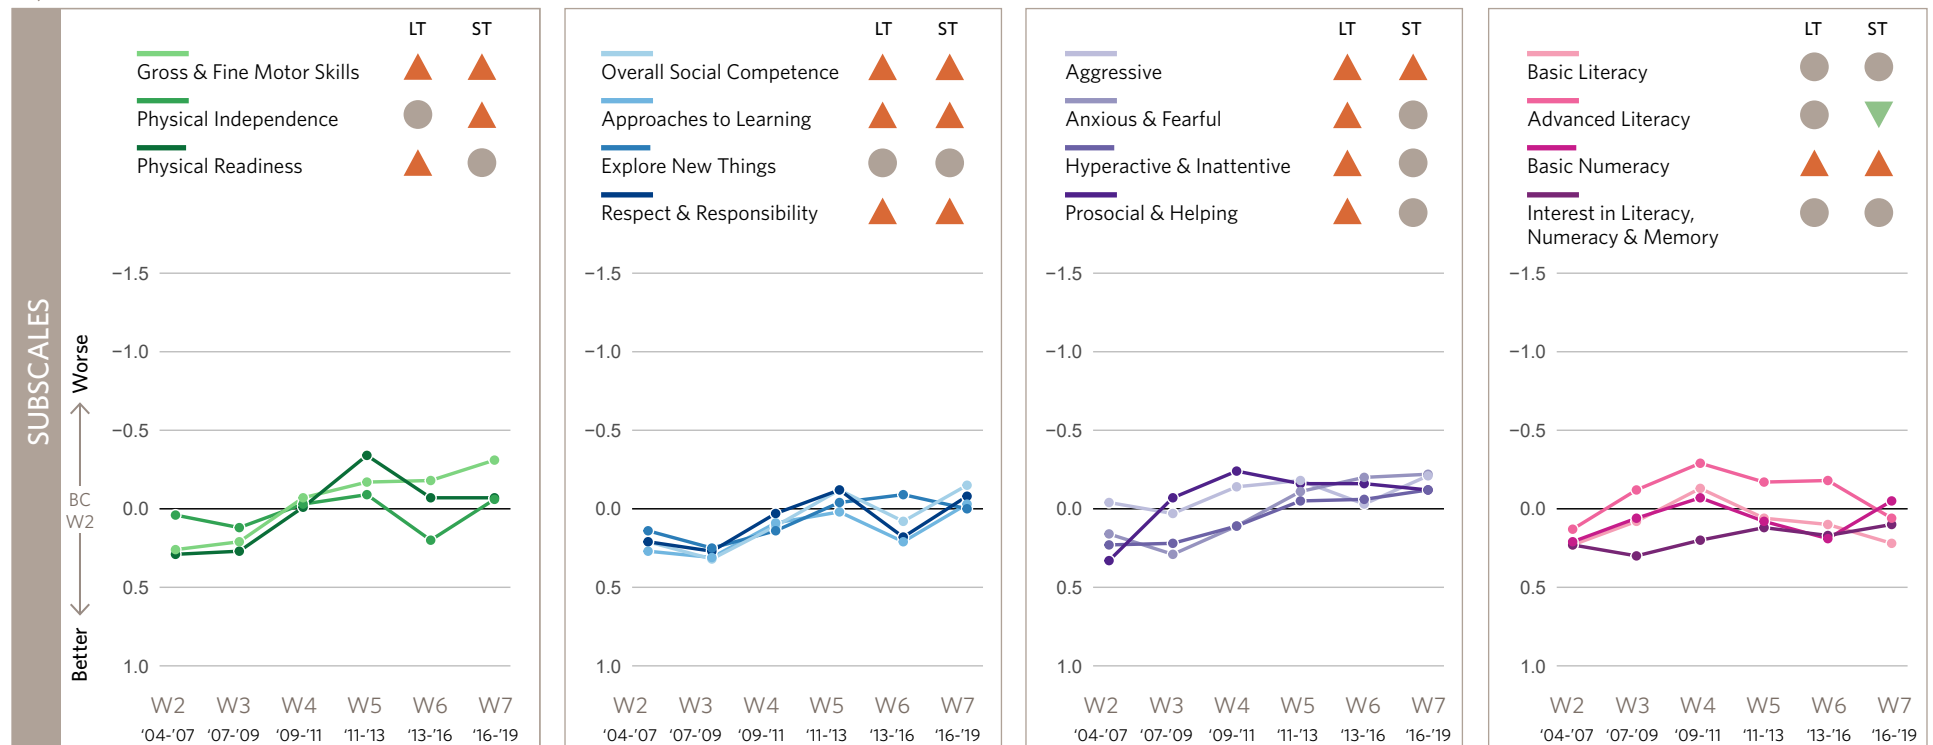 SUBSCALES
Worse
BC
W2
Better
LT ST
Gross & Fine Motor Skills
Physical Independence
Physical Readiness
−1.5
−1.0
−0.5
0.0
0.5
1.0
W2 W3 W4 W5 W6 W7
‘04-’07 ‘07-’09 ‘09-’11 ‘11-’13 ‘13-’16 ‘16-’19
LT ST
Overall Social Competence
Approaches to Learning
Explore New Things
Respect & Responsibility
−1.5
−1.0
−0.5
0.0
0.5
1.0
W2 W3 W4 W5 W6 W7
‘04-’07 ‘07-’09 ‘09-’11 ‘11-’13 ‘13-’16 ‘16-’19
LT ST
Aggressive
Anxious & Fearful
Hyperactive & Inattentive
Prosocial & Helping
−1.5
−1.0
−0.5
0.0
0.5
1.0
W2 W3 W4 W5 W6 W7
‘04-’07 ‘07-’09 ‘09-’11 ‘11-’13 ‘13-’16 ‘16-’19
LT ST
Basic Literacy
Advanced Literacy
Basic Numeracy
Interest in Literacy,
Numeracy & Memory
−1.5
−1.0
−0.5
0.0
0.5
1.0
W2 W3 W4 W5 W6 W7
‘04-’07 ‘07-’09 ‘09-’11 ‘11-’13 ‘13-’16 ‘16-’19